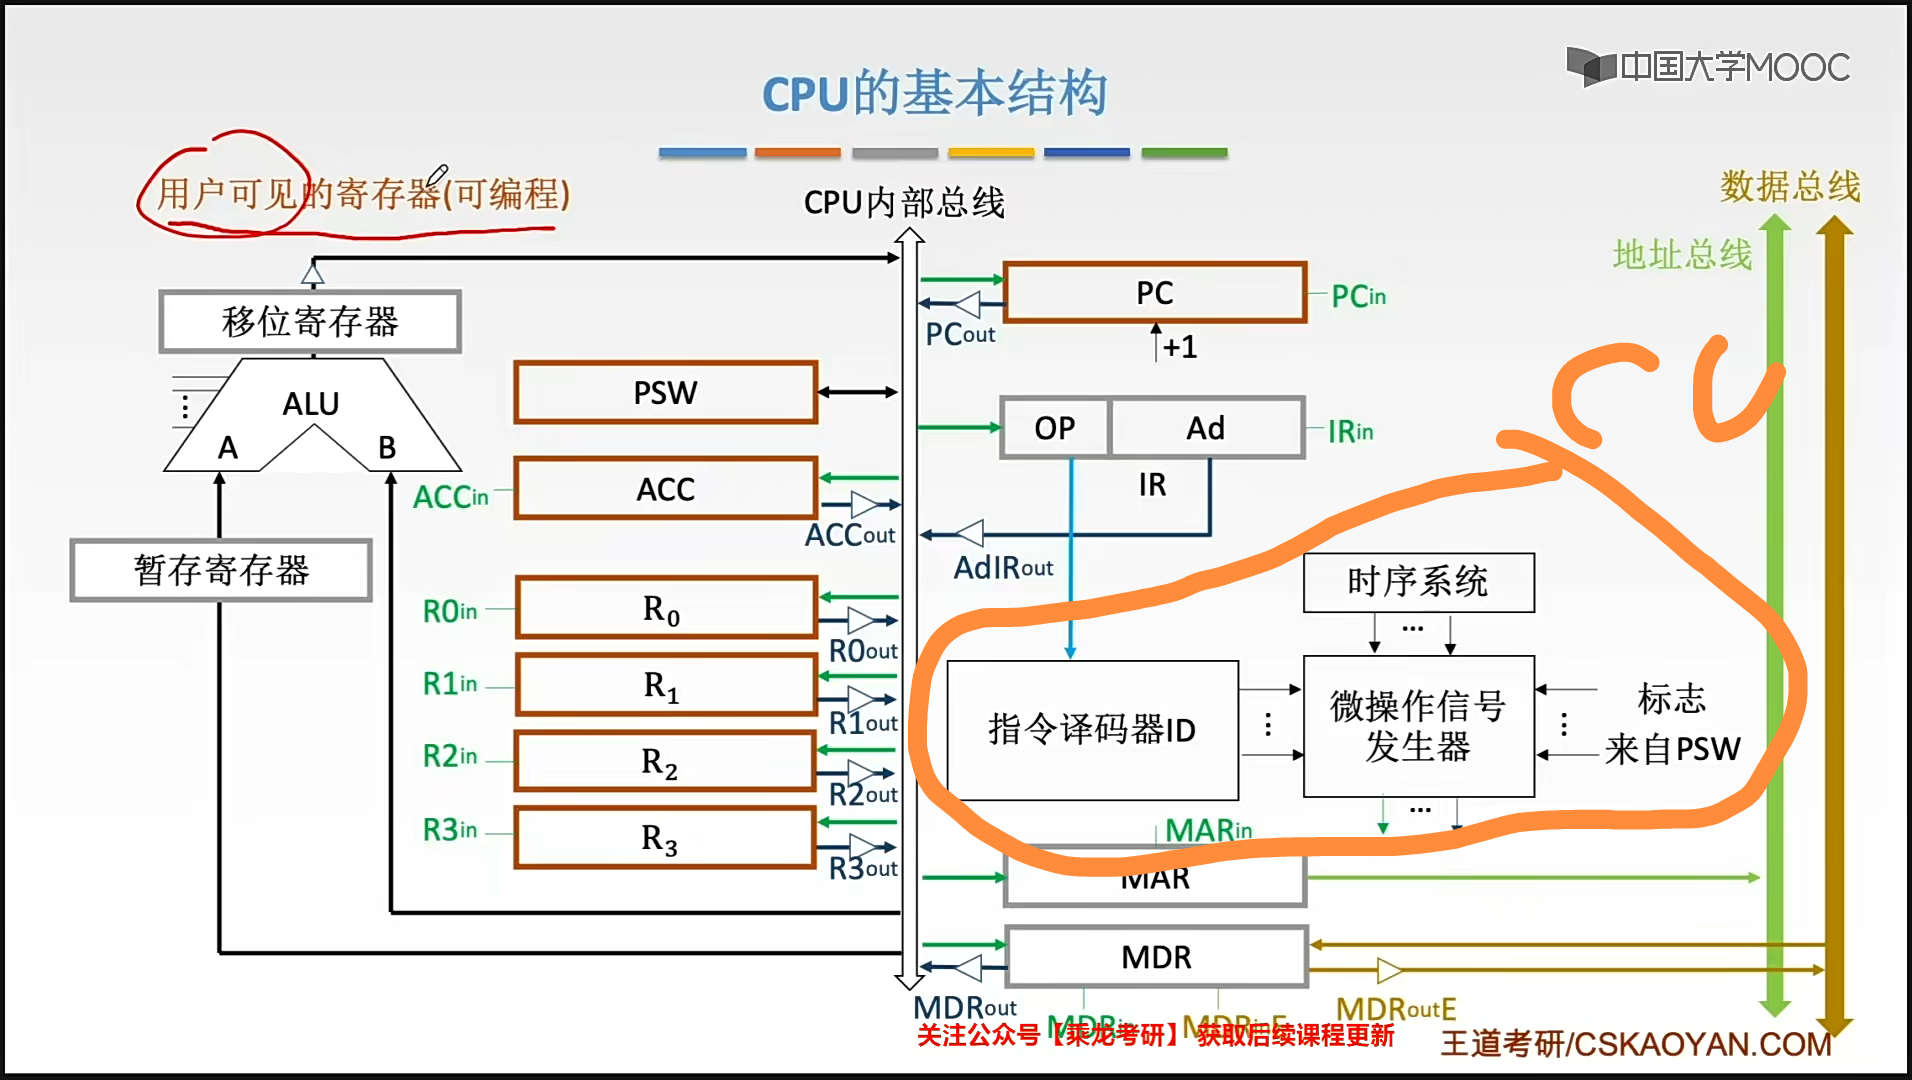 中国大学MOOC
CPU的基本结构
用户可见的寄存器(可编程)
CPU内部总线
数据总线
地址总线
移位寄存器
PC
PCin
PCout
+1
PSW
ALU
A
B
OP
Ad
IRin
IR
ACCin
ACC
ACCout
AdIRout
暂存寄存器
CU
时序系统
...
R0in
R0
R0out
R1in
R1
R1out
R2in
R2
R2out
R3in
R3
R3out
指令译码器ID
...
微操作信号
发生器
...
标志
来自PSW
...
MARin
MAR
MDR
MDRout
MDRin
MDRinE
MDRoutE
关注公众号【乘龙考研】 获取后续课程更新
王道考研/CSKAOYAN.COM